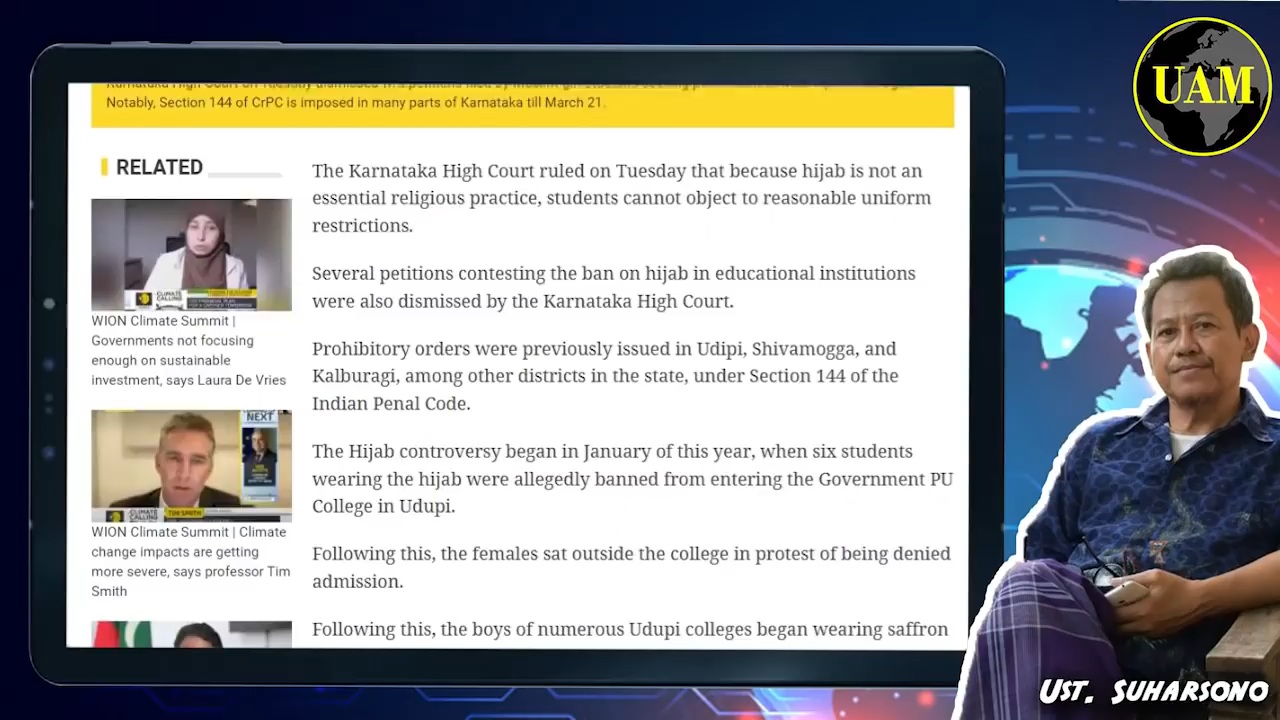 Notably, Section 144 of CrPC is imposed in many parts of Karnataka till March 21.
UAM
RELATED
WION Climate Summit |
Governments not focusing
enough on sustainable
investment, says Laura De Vries
NEXT
CLIMATE
CALLING
TIM SMITH
WION Climate Summit | Climate
change impacts are getting
more severe, says professor Tim
Smith
The Karnataka High Court ruled on Tuesday that because hijab is not an
essential religious practice, students cannot object to reasonable uniform
restrictions.
Several petitions contesting the ban on hijab in educational institutions
were also dismissed by the Karnataka High Court.
Prohibitory orders were previously issued in Udipi, Shivamogga, and
Kalburagi, among other districts in the state, under Section 144 of the
Indian Penal Code.
The Hijab controversy began in January of this year, when six students
wearing the hijab were allegedly banned from entering the Government PU
College in Udupi.
Following this, the females sat outside the college in protest of being denied
admission.
Following this, the boys of numerous Udupi colleges began wearing saffron
UST. SUHARSONO